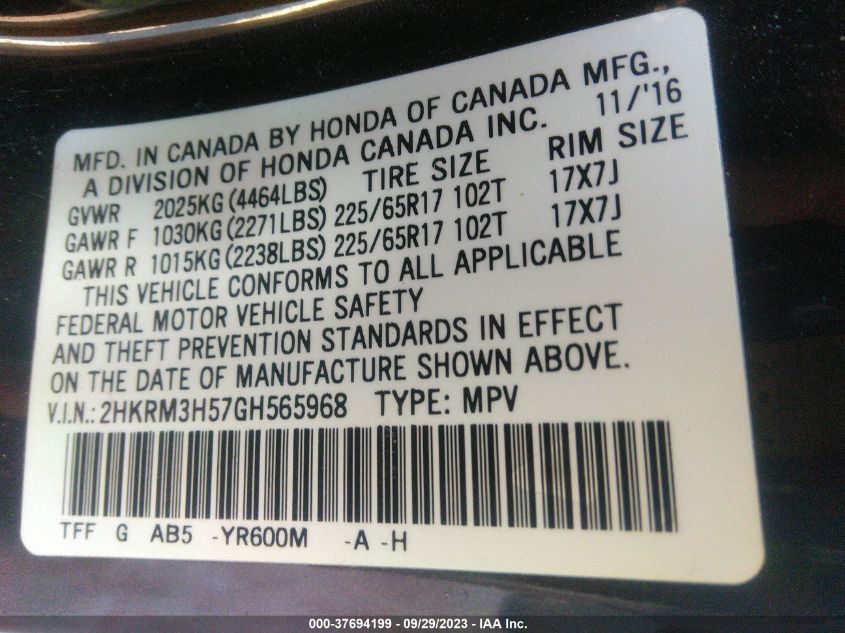 MFD. IN CANADA BY HONDA OF CANADA MFG.,
A DIVISION OF HONDA CANADA INC. 11/'16
GVWR 2025KG (4464LBS) TIRE SIZE RIM SIZE
GAWR F 1030KG (2271LBS) 225/65R17 102T 17X7J
GAWR R 1015KG (2238LBS) 225/65R17 102T 17X7J
THIS VEHICLE CONFORMS TO ALL APPLICABLE
FEDERAL MOTOR VEHICLE SAFETY
AND THEFT PREVENTION STANDARDS IN EFFECT
ON THE DATE OF MANUFACTURE SHOWN ABOVE.
V.I.N.: 2HKRM3H57GH565968 TYPE: MPV
TFF G AB5 -YR600M -A -H
000-37694199 - 09/29/2023 - IAA Inc.